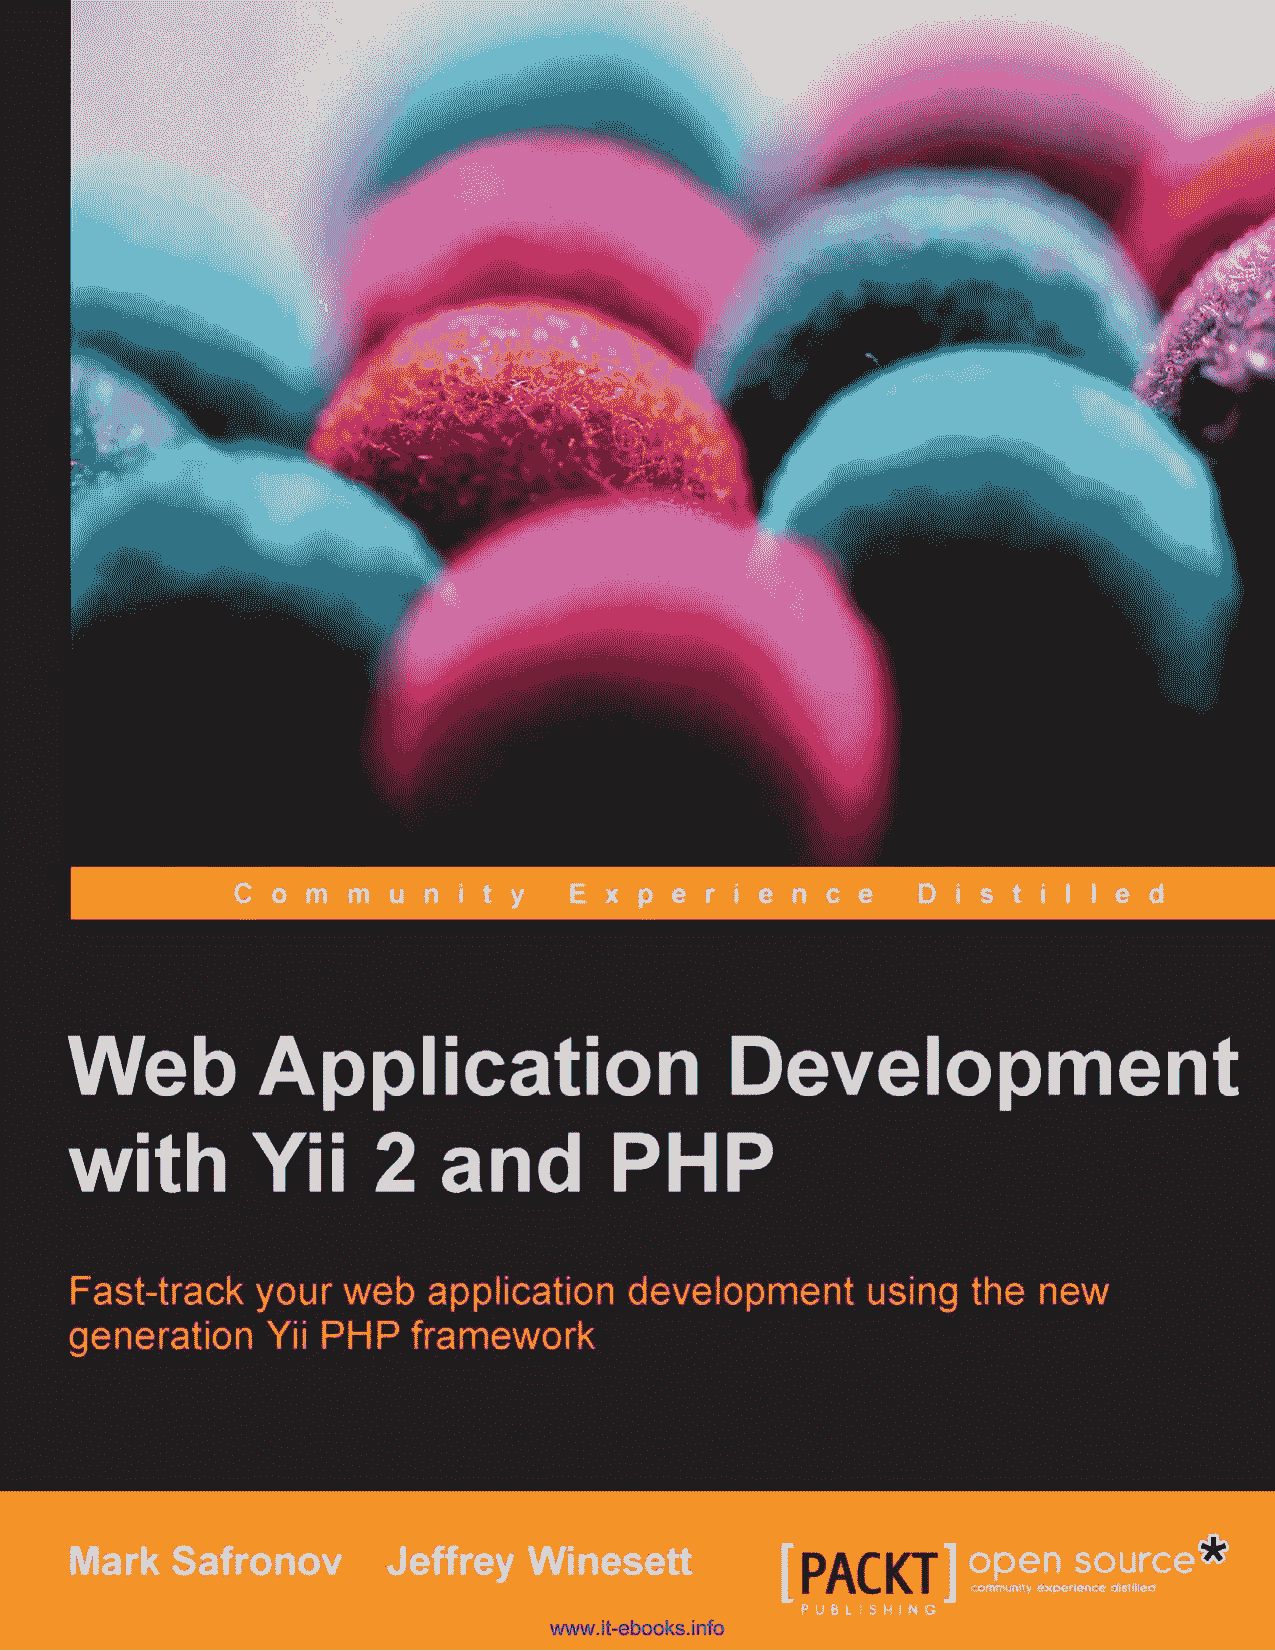 Community Experience Distilled
Web Application Development
with Yii 2 and PHP
Fast-track your web application development using the new
generation Yii PHP framework
Mark Safronov Jeffrey Winesett
[PACKT] open source*
community experience distilled
PUBLISHING
www.it-ebooks.info